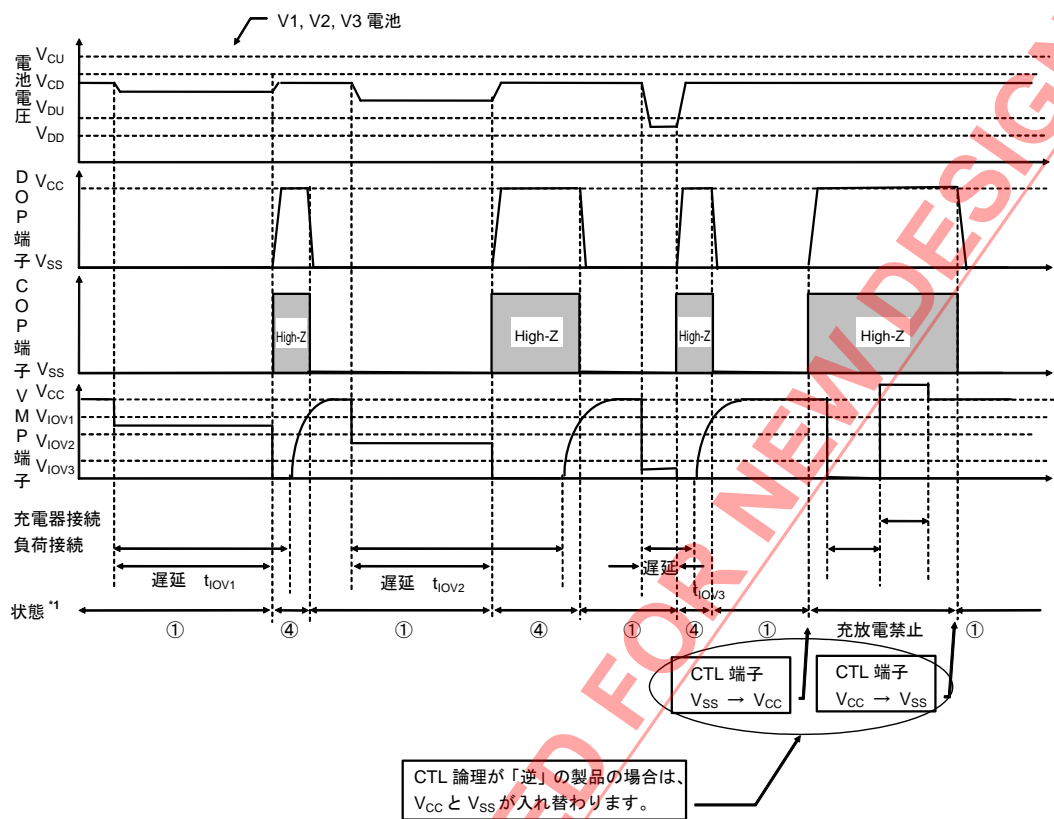 V1, V2, V3 電池
電池電圧
VCU
VCD
VDU
VDD
DOP端子
VCC
VSS
COP端子
High-Z
High-Z
High-Z
High-Z
VSS
VMP端子
VCC
VIOV1
VIOV2
VIOV3
充電器接続
負荷接続
遅延 tIOV1
遅延 tIOV2
遅延
tIOV3
状態 *1
① ④ ① ④ ① ④ ① 充放電禁止 ①
CTL 端子
VSS → VCC
CTL 端子
VCC → VSS
CTL 論理が「逆」の製品の場合は、
VCC と VSS が入れ替わります。
ED FOR NEW DESIGN